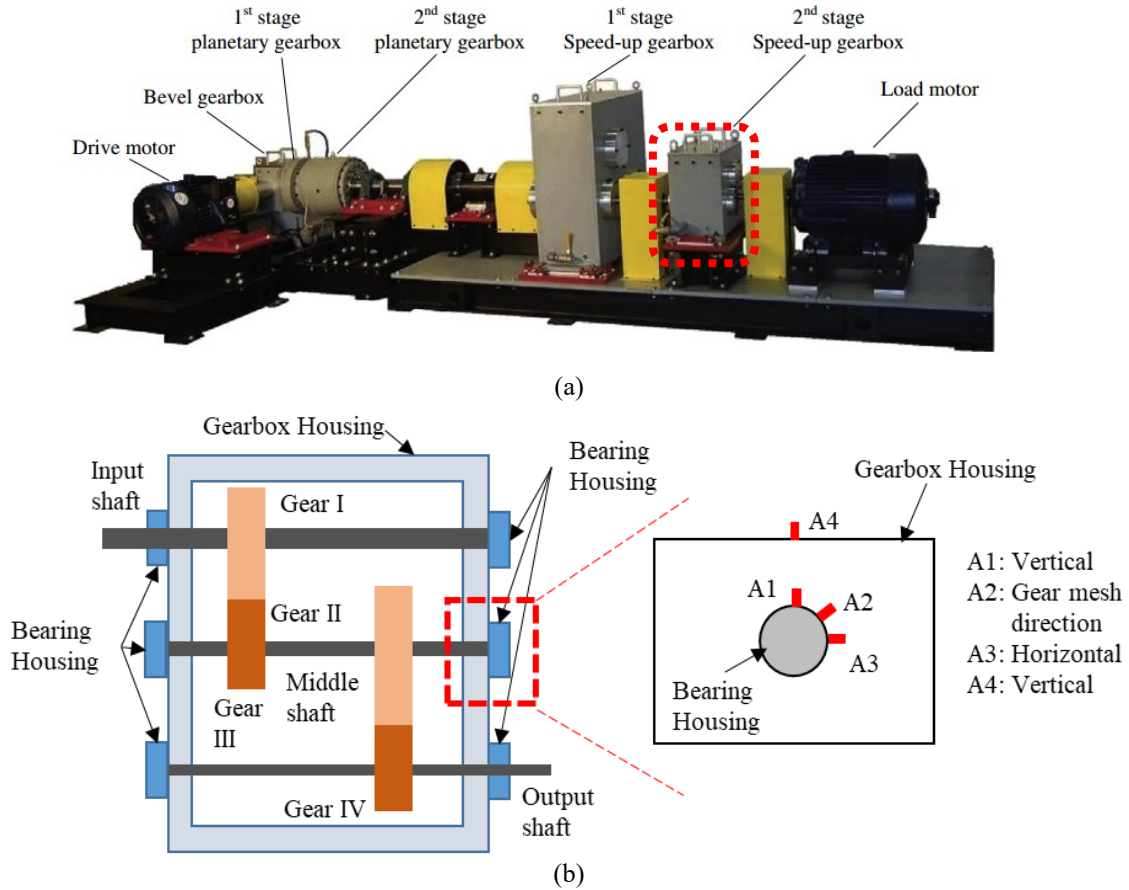 1st stage
planetary gearbox
2nd stage
planetary gearbox
1st stage
Speed-up gearbox
2nd stage
Speed-up gearbox
Bevel gearbox
Load motor
Drive motor
(a)
Gearbox Housing
Bearing
Housing
Input
shaft
Gear I
Gear II
Bearing
Housing
Middle
shaft
Gear
III
Gear IV
Output
shaft
Gearbox Housing
A4
A1
A2
A3
Bearing
Housing
A1: Vertical
A2: Gear mesh
direction
A3: Horizontal
A4: Vertical
(b)